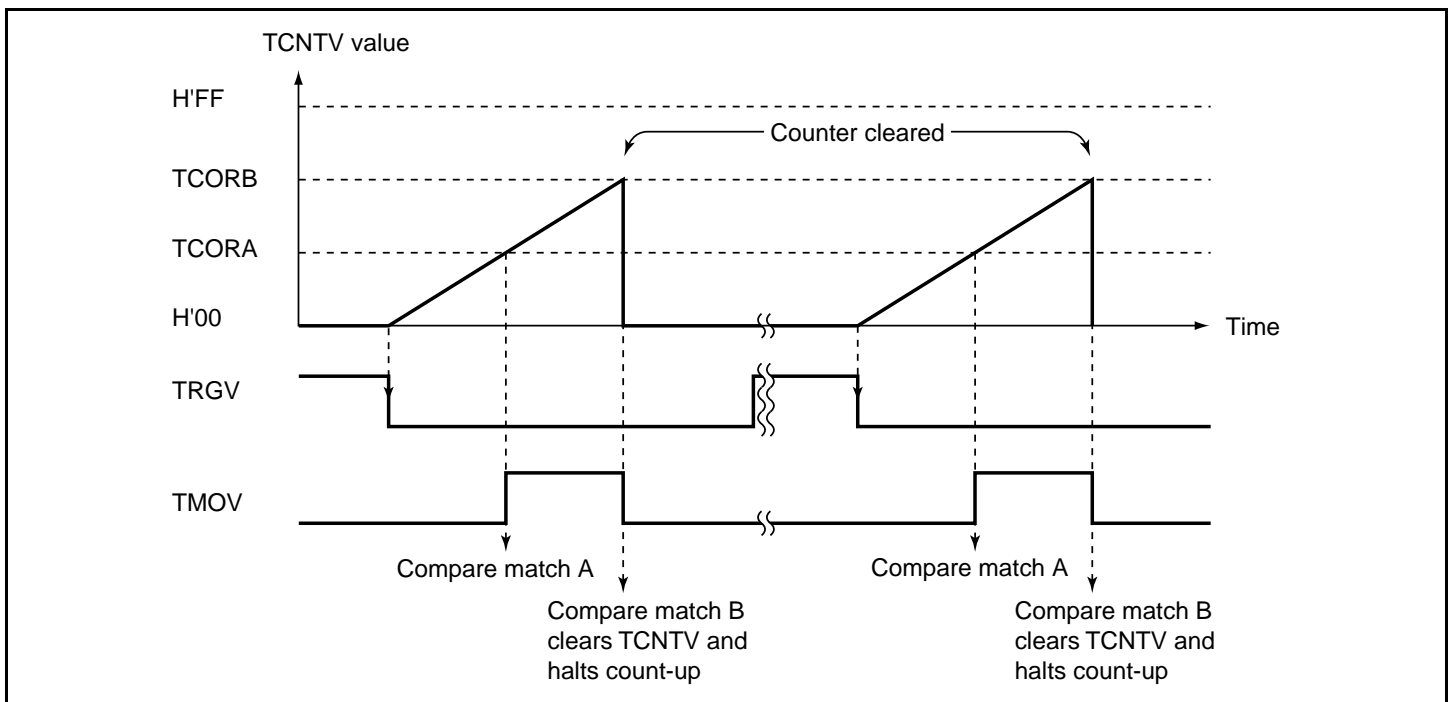 TCNTV value
H'FF
Counter cleared
TCORB
TCORA
H'00
Time
TRGV
TMOV
Compare match A
Compare match A
Compare match B
clears TCNTV and
halts count-up
Compare match B
clears TCNTV and
halts count-up